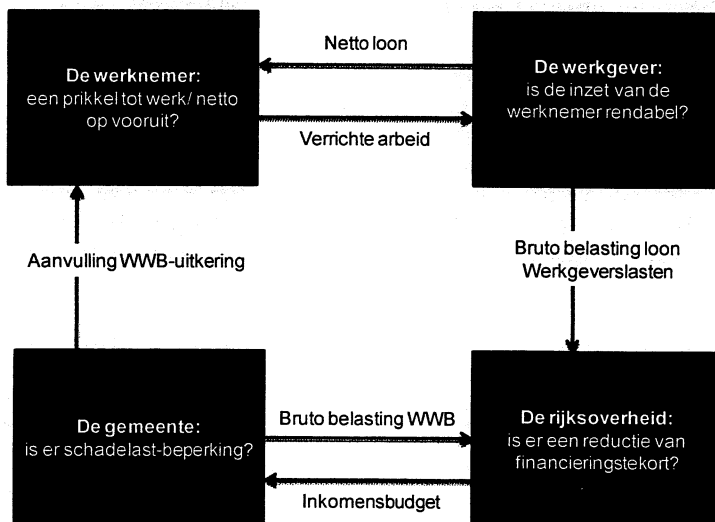 Netto loon
De werknemer:
een prikkel tot werk/ netto
op vooruit?
De werkgever:
is de inzet van de
werknemer rendabel?
Verrichte arbeid
Aanvulling WWB-uitkering
Bruto belasting loon
Werkgeverslasten
De gemeente:
is er schadelast-beperking?
Bruto belasting WWB
De rijksoverheid:
is er een reductie van
financieringstekort?
Inkomensbudget